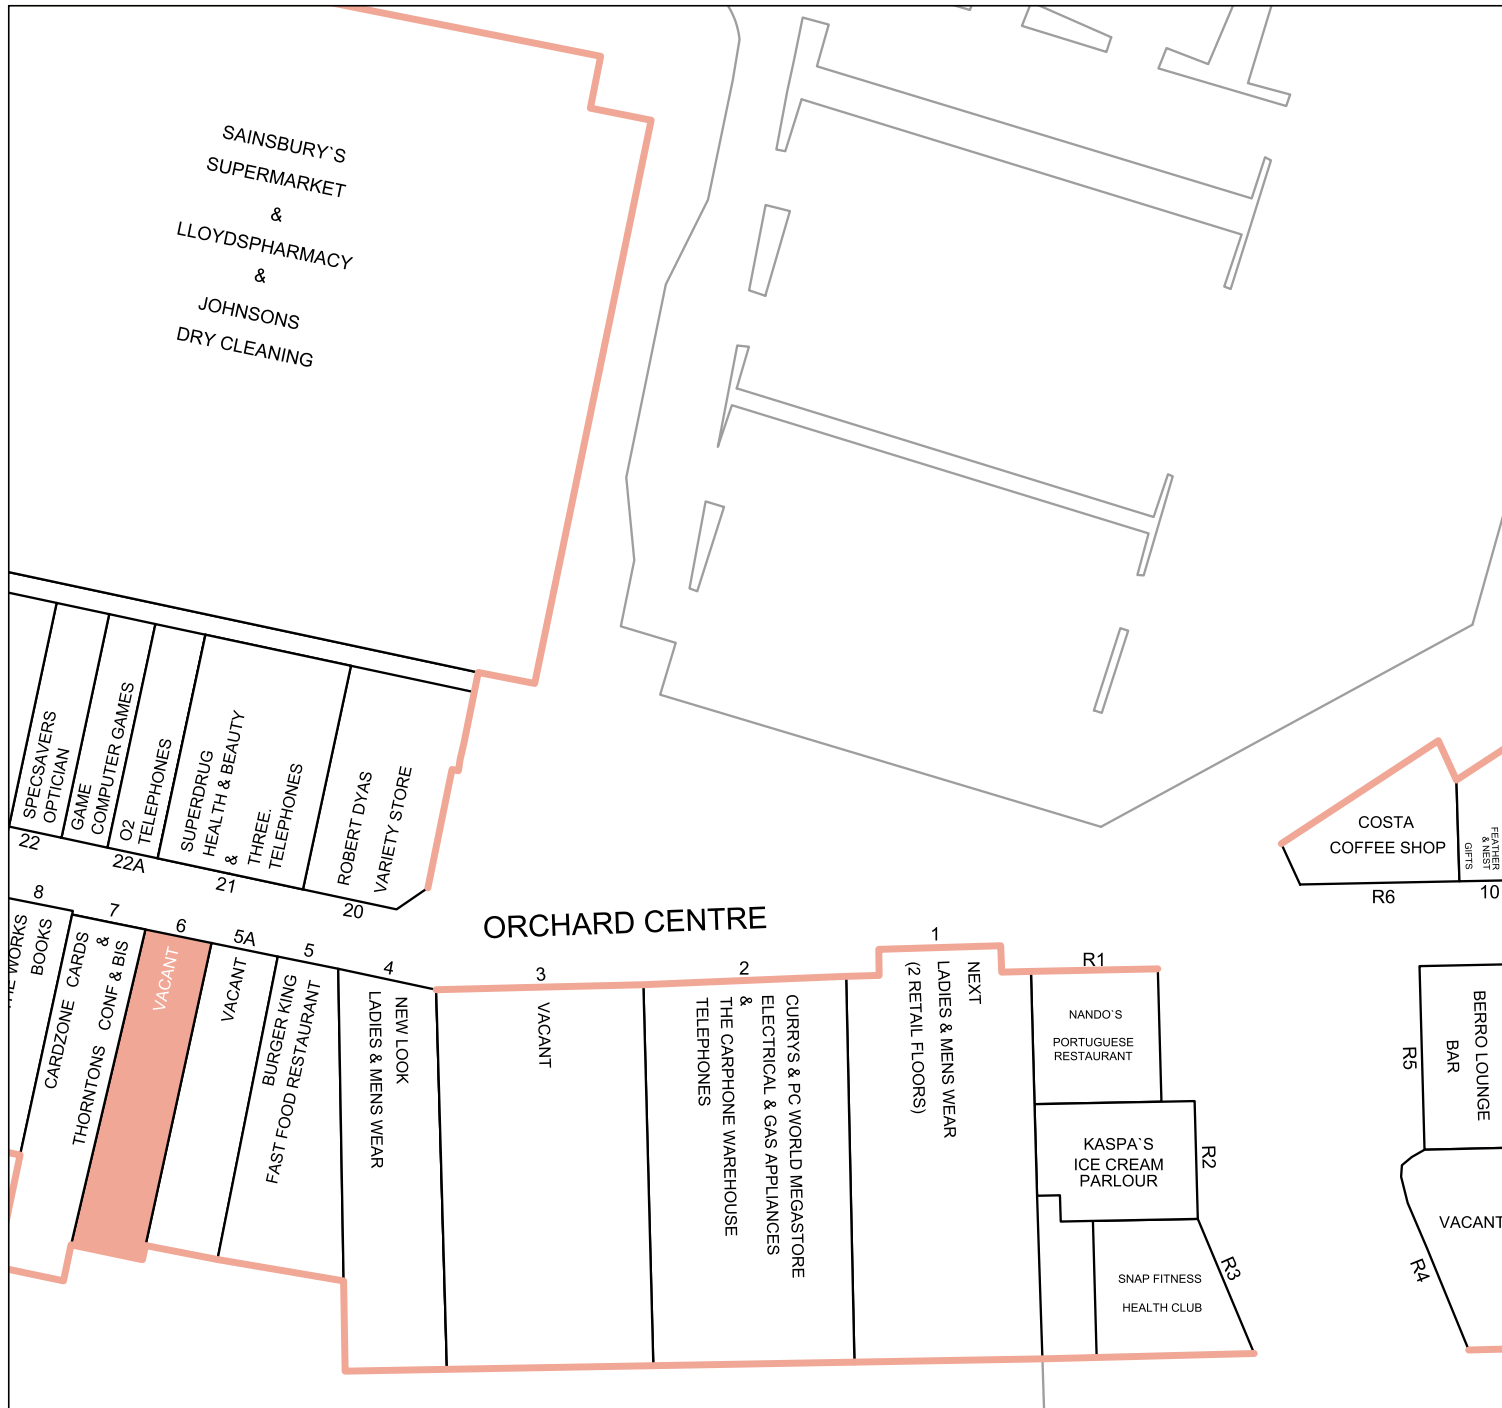 SAINSBURY`S
SUPERMARKET
&
LLOYDSPHARMACY
&
JOHNSONS
DRY CLEANING
SPECSAVERS
OPTICIAN
GAME
COMPUTER GAMES
O2
TELEPHONES
SUPERDRUG
HEALTH & BEAUTY
&
THREE.
TELEPHONES
ROBERT DYAS
VARIETY STORE
22
22A
21
20
COSTA
COFFEE SHOP
R6
FEATHER
& NEST
GIFTS
10
ORCHARD CENTRE
8
WORKS
BOOKS
7
CARDZONE CARDS
&
THORNTONS CONF & BIS
6
VACANT
5A
VACANT
5
BURGER KING
FAST FOOD RESTAURANT
4
NEW LOOK
LADIES & MENS WEAR
3
VACANT
2
CURRYS & PC WORLD MEGASTORE
ELECTRICAL & GAS APPLIANCES
&
THE CARPHONE WAREHOUSE
TELEPHONES
1
NEXT
LADIES & MENS WEAR
(2 RETAIL FLOORS)
R1
NANDO`S
PORTUGUESE
RESTAURANT
KASPA`S
ICE CREAM
PARLOUR
R2
SNAP FITNESS
HEALTH CLUB
R3
R5
BERRO LOUNGE
BAR
VACANT
R4